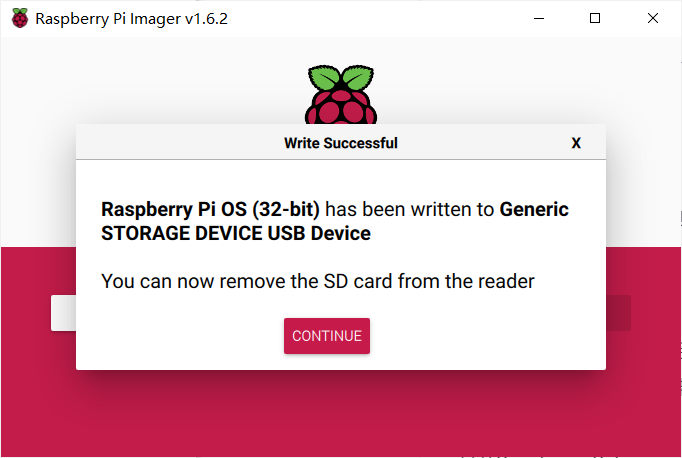 Raspberry Pi Imager v1.6.2
Write Successful
X
Raspberry Pi OS (32-bit) has been written to Generic
STORAGE DEVICE USB Device
You can now remove the SD card from the reader
CONTINUE